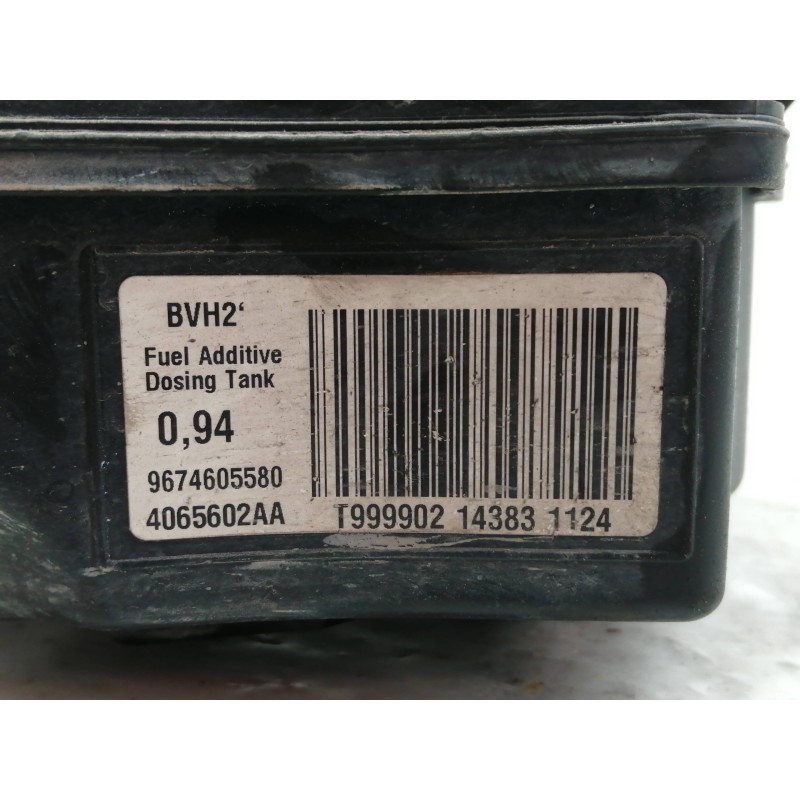 BVH2‘
Fuel Additive
Dosing Tank
0,94
9674605580
4065602AA
T999902 14383 1124